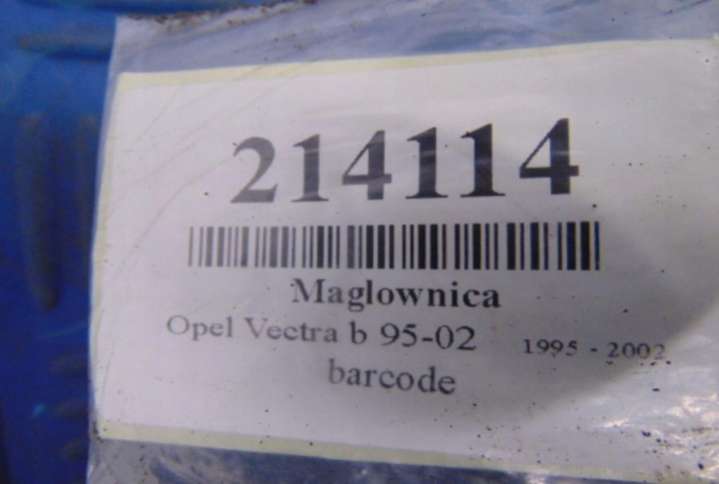 214114
Maglownica
Opel Vectra b 95-02 1995 - 2002
barcode